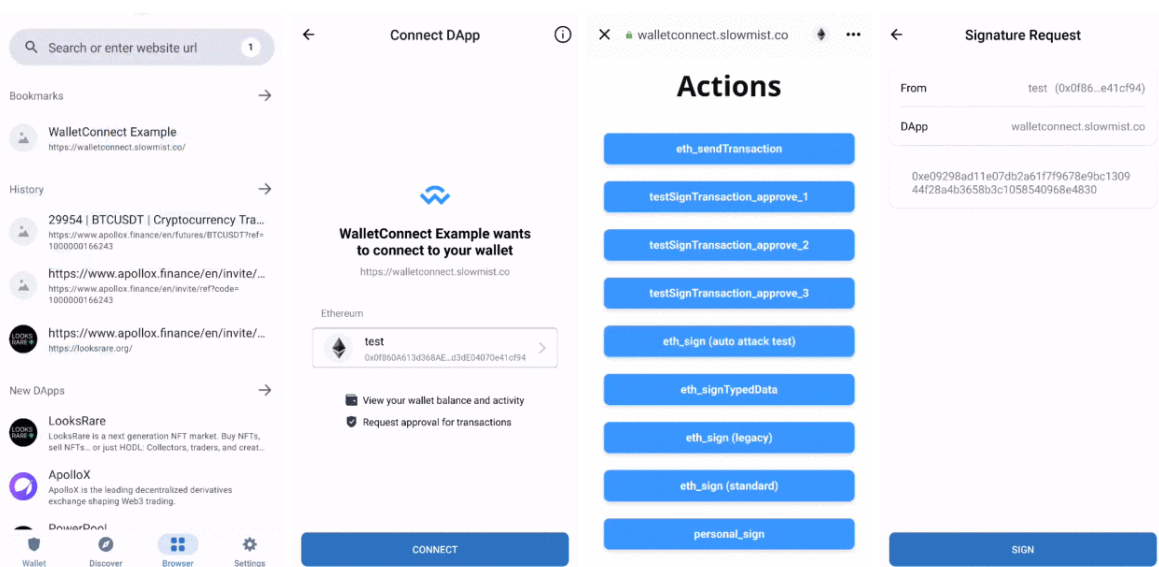 Search or enter website url
1
Bookmarks
WalletConnect Example
https://walletconnect.slowmist.co/
History
29954 | BTCUSDT | Cryptocurrency Tra...
https://www.apollox.finance/en/futures/BTCUSDT?ref=
1000000166243
https://www.apollox.finance/en/invite/...
https://www.apollox.finance/en/invite/ref?code=
1000000166243
LOOKS
RARE
https://www.apollox.finance/en/invite/...
https://looksrare.org/
New DApps
LOOKS
RARE
LooksRare
LooksRare is a next generation NFT market. Buy NFTs,
sell NFTs... or just HODL: Collectors, traders, and creat...
ApolloX
ApolloX is the leading decentralized derivatives
exchange shaping Web3 trading.
PowerPool
Wallet
Discover
Browser
Settings
Connect DApp
WalletConnect Example wants
to connect to your wallet
https://walletconnect.slowmist.co
Ethereum
test
0x0f860A613d368AE...d3dE04070e41cf94
View your wallet balance and activity
Request approval for transactions
CONNECT
walletconnect.slowmist.co
Actions
eth_sendTransaction
testSignTransaction_approve_1
testSignTransaction_approve_2
testSignTransaction_approve_3
eth_sign (auto attack test)
eth_signTypedData
eth_sign (legacy)
eth_sign (standard)
personal_sign
Signature Request
From
test (0x0f86...e41cf94)
DApp
walletconnect.slowmist.co
0xe09298ad11e07db2a61f7f9678e9bc1309
44f28a4b3658b3c1058540968e4830
SIGN